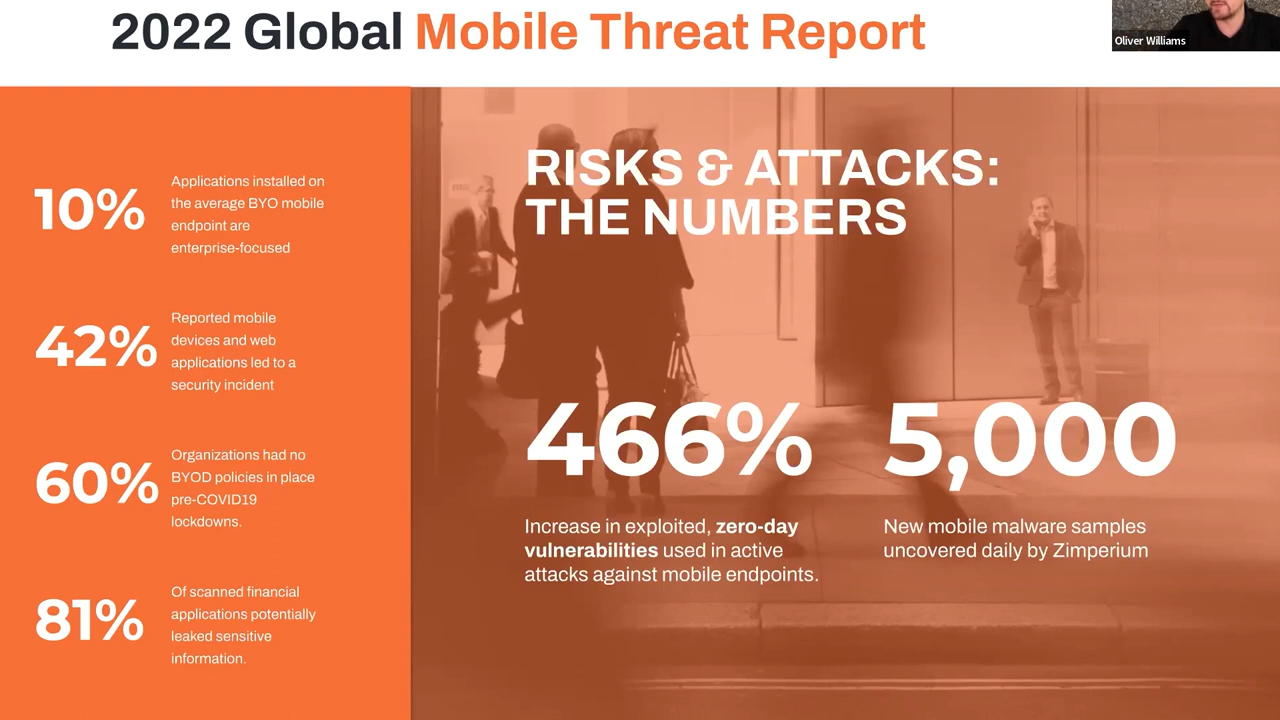 2022 Global Mobile Threat Report
Oliver Williams
10%
Applications installed on
the average BYO mobile
endpoint are
enterprise-focused
42%
Reported mobile
devices and web
applications led to a
security incident
60%
Organizations had no
BYOD policies in place
pre-COVID19
lockdowns.
81%
Of scanned financial
applications potentially
leaked sensitive
information.
RISKS & ATTACKS:
THE NUMBERS
466%
Increase in exploited, zero-day
vulnerabilities used in active
attacks against mobile endpoints.
5,000
New mobile malware samples
uncovered daily by Zimperium